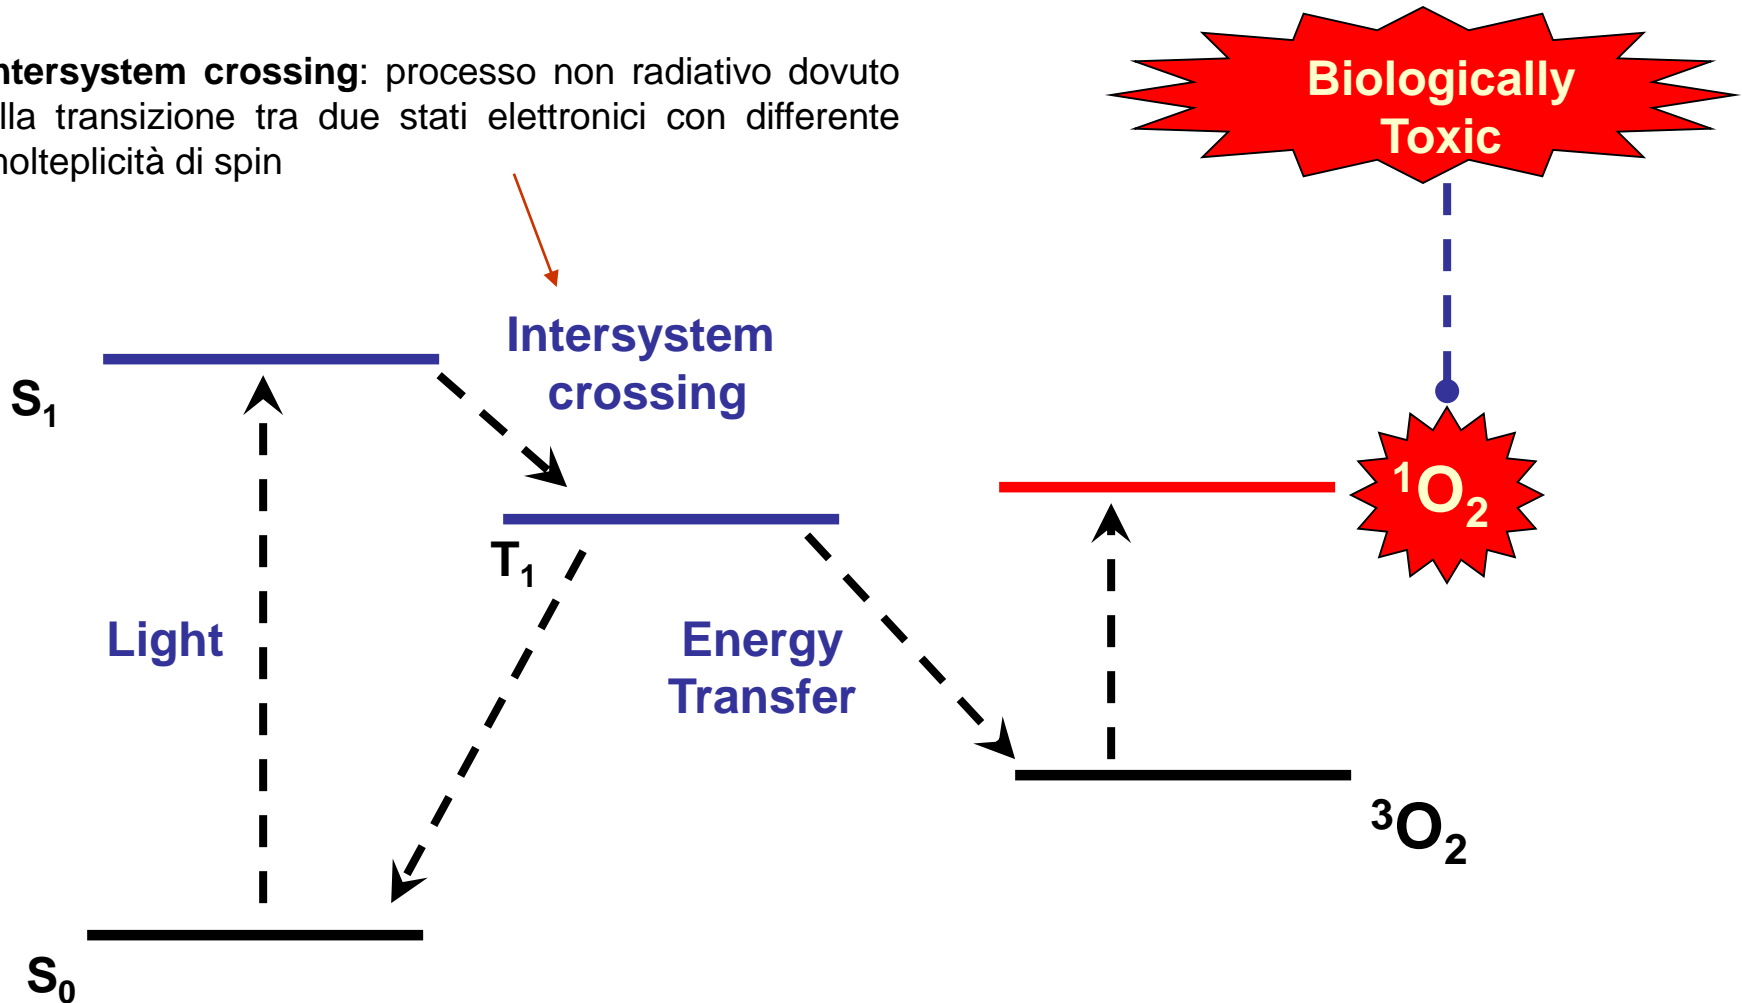 ntersystem crossing: processo non radiativo dovuto
lla transizione tra due stati elettronici con differente
nolteplicità di spin
Biologically
Toxic
Intersystem
crossing
S₁
¹O₂
T₁
Light
Energy
Transfer
³O₂
S₀